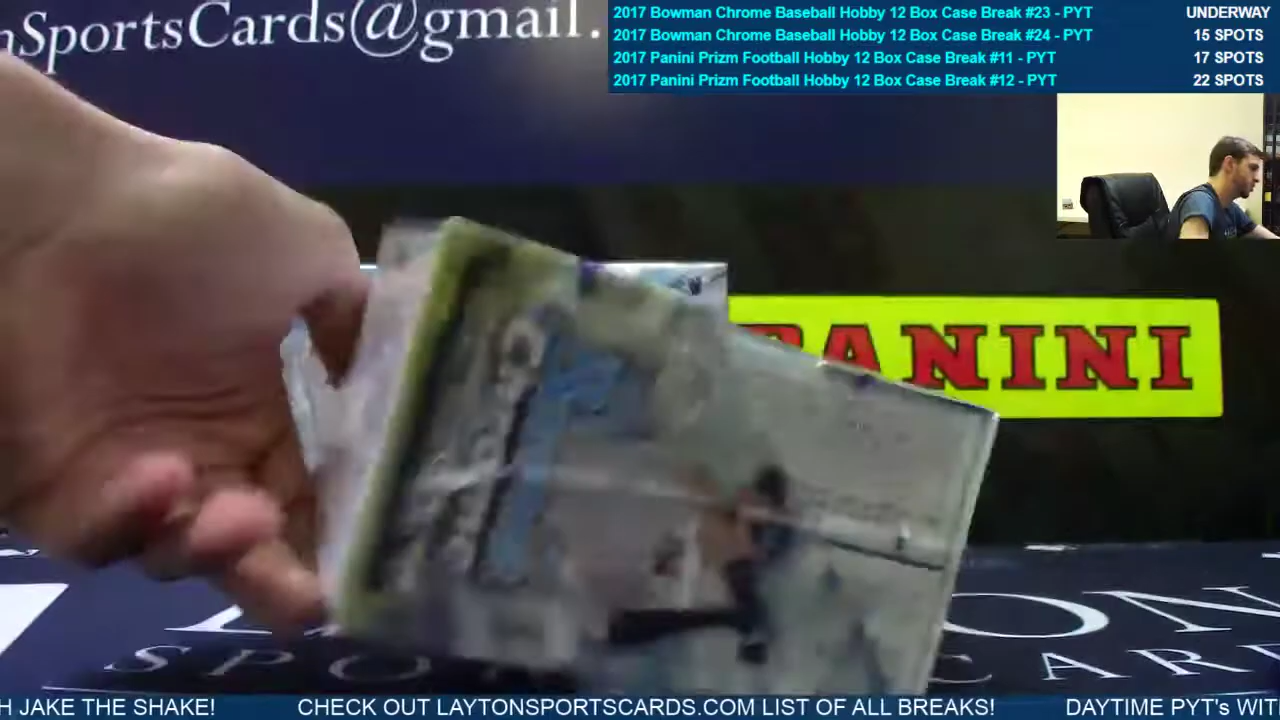 nSportsCards@gmail.
2017 Bowman Chrome Baseball Hobby 12 Box Case Break #23 - PYT UNDERWAY
2017 Bowman Chrome Baseball Hobby 12 Box Case Break #24 - PYT 15 SPOTS
2017 Panini Prizm Football Hobby 12 Box Case Break #11 - PYT 17 SPOTS
2017 Panini Prizm Football Hobby 12 Box Case Break #12 - PYT 22 SPOTS
PANINI
ON
SPO CARD
H JAKE THE SHAKE! CHECK OUT LAYTONSPORTSCARDS.COM LIST OF ALL BREAKS! DAYTIME PYT's WIT